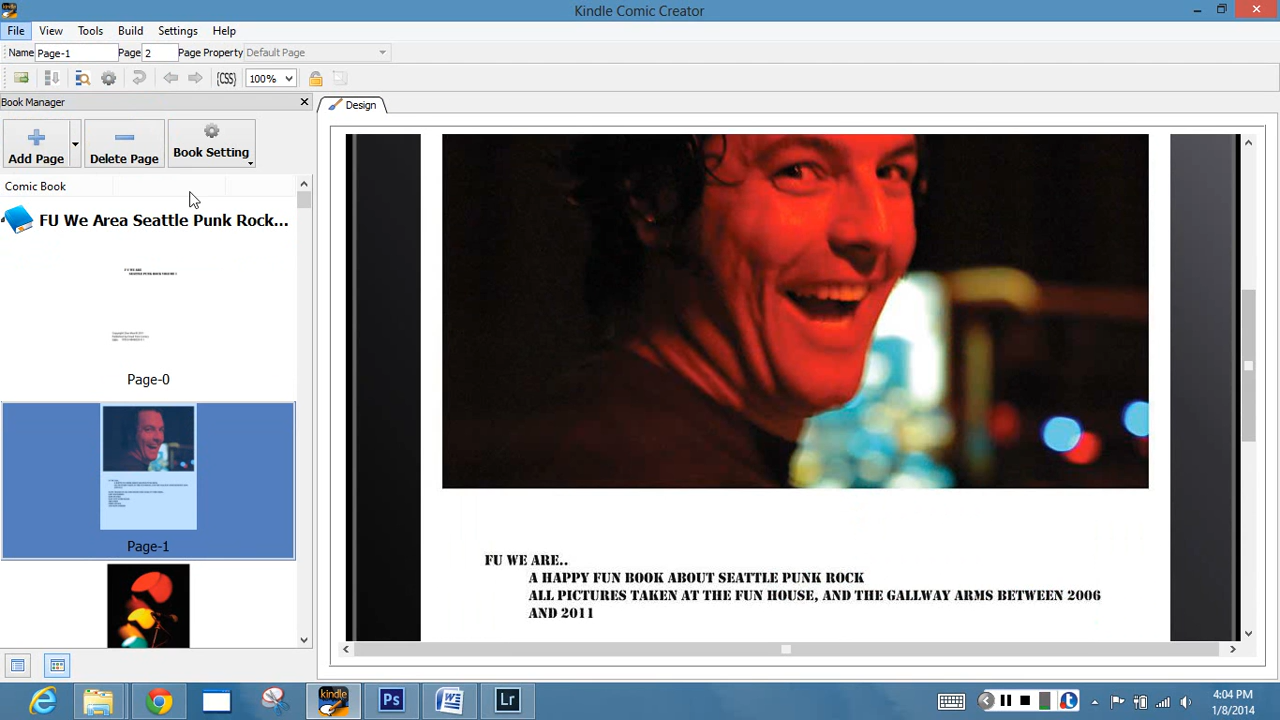 Kindle Comic Creator
File View Tools Build Settings Help
Name Page-1 Page 2 Page Property Default Page
{CSS} 100%
Book Manager
Design
Add Page Delete Page Book Setting
Comic Book
FU We Area Seattle Punk Rock...
Page-0
Page-1
FU WE ARE..
A HAPPY FUN BOOK ABOUT SEATTLE PUNK ROCK
ALL PICTURES TAKEN AT THE FUN HOUSE, AND THE GALLWAY ARMS BETWEEN 2006
AND 2011
kindle Ps W Lr
4:04 PM
1/8/2014